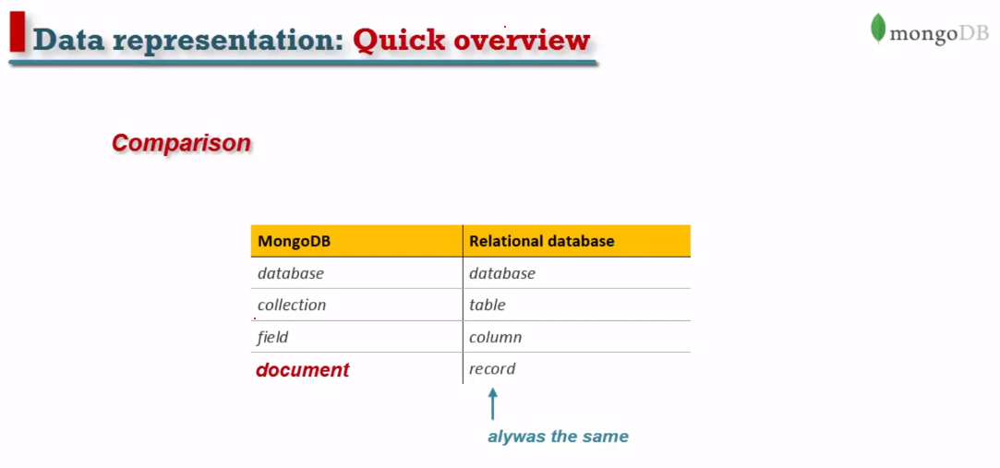 Data representation: Quick overview
mongoDB
Comparison
MongoDB Relational database
database database
collection table
field column
document record
alywas the same